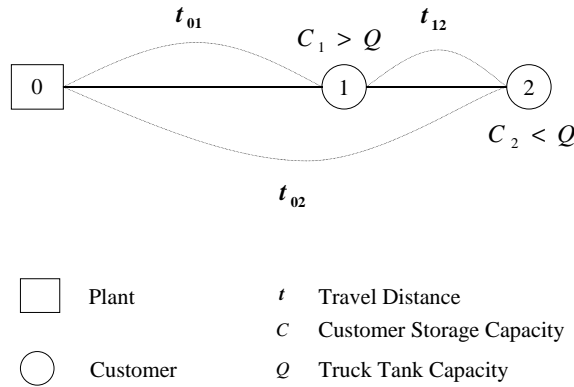 t01 t12
C1 > Q
0 1 2
C2 < Q
t02
Plant t Travel Distance
C Customer Storage Capacity
Customer Q Truck Tank Capacity